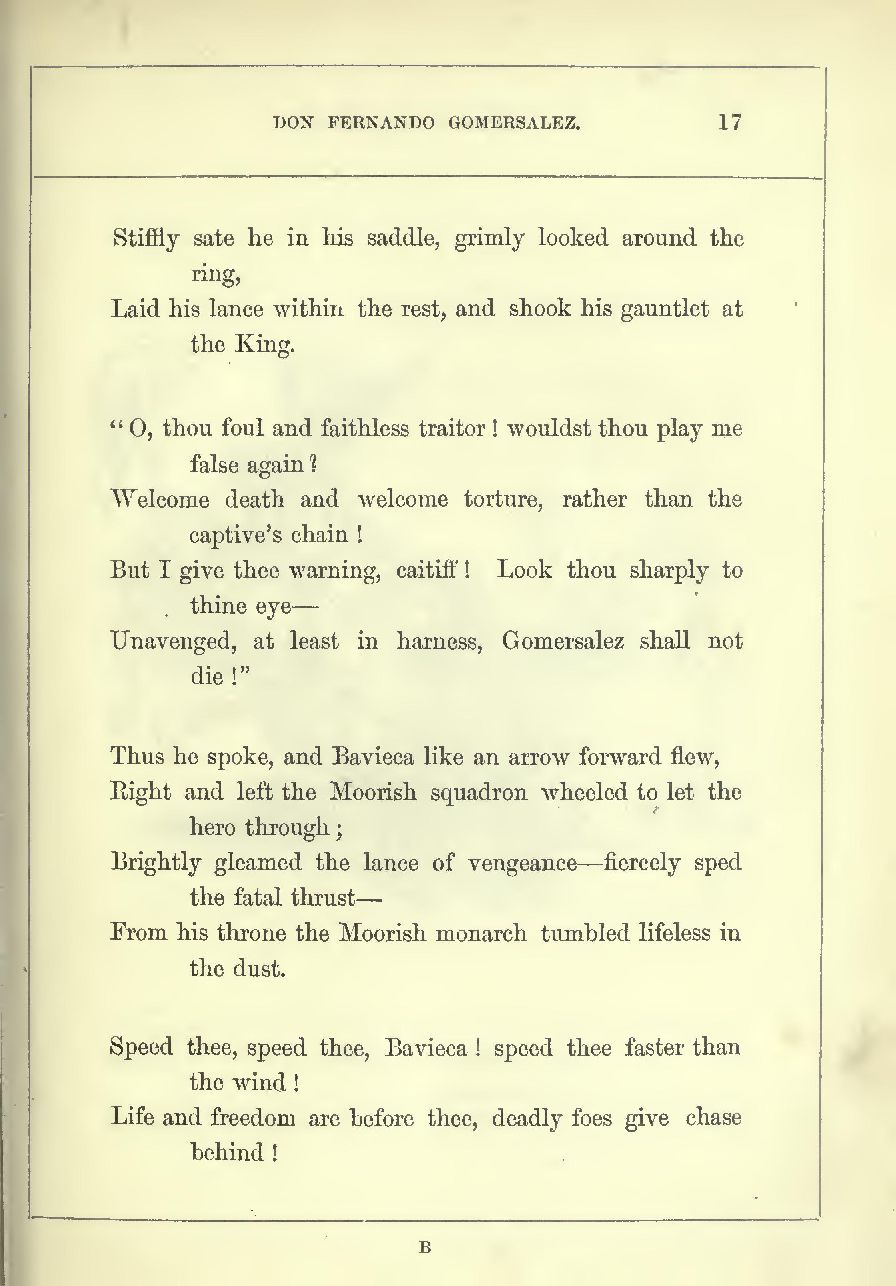 DON FERNANDO GOMERSALEZ. 17
Stiffly sate he in his saddle, grimly looked around the
ring,
Laid his lance within the rest, and shook his gauntlet at
the King.
“ O, thou foul and faithless traitor ! wouldst thou play me
false again ?
Welcome death and welcome torture, rather than the
captive’s chain !
But I give thee warning, caitiff ! Look thou sharply to
thine eye—
Unavenged, at least in harness, Gomersalez shall not
die !”
Thus he spoke, and Bavieca like an arrow forward flew,
Right and left the Moorish squadron wheeled to let the
hero through ;
Brightly gleamed the lance of vengeance—fiercely sped
the fatal thrust—
From his throne the Moorish monarch tumbled lifeless in
the dust.
Speed thee, speed thee, Bavieca ! speed thee faster than
the wind !
Life and freedom are before thee, deadly foes give chase
behind !
B